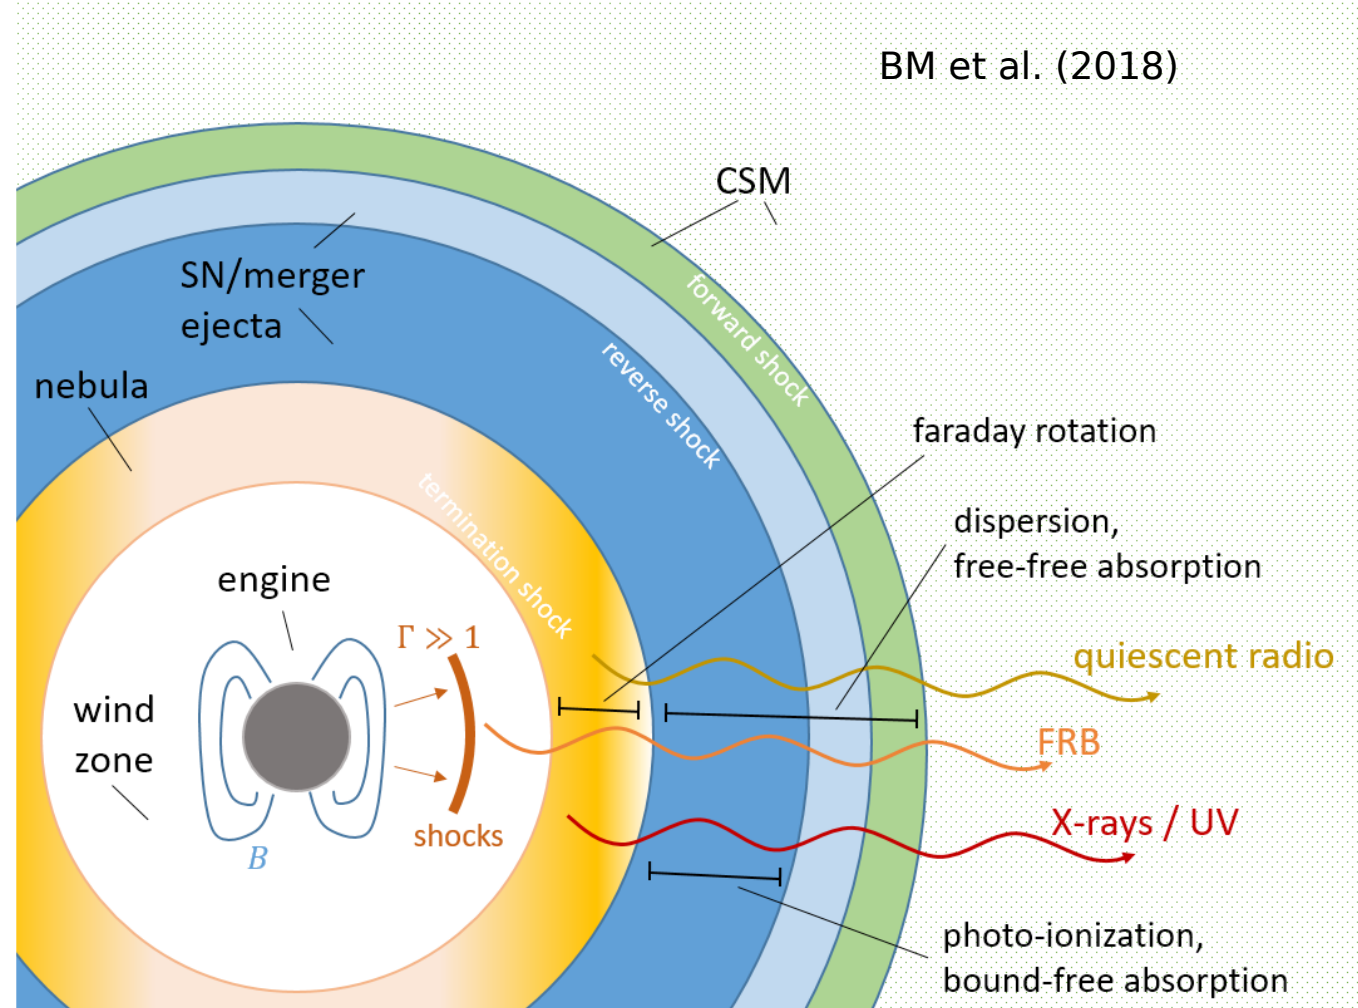 BM et al. (2018)
CSM
SN/merger
ejecta
forward shock
reverse shock
nebula
faraday rotation
termination shock
dispersion,
free-free absorption
engine
Γ ≫ 1
quiescent radio
wind
zone
FRB
shocks
X-rays / UV
B
photo-ionization,
bound-free absorption